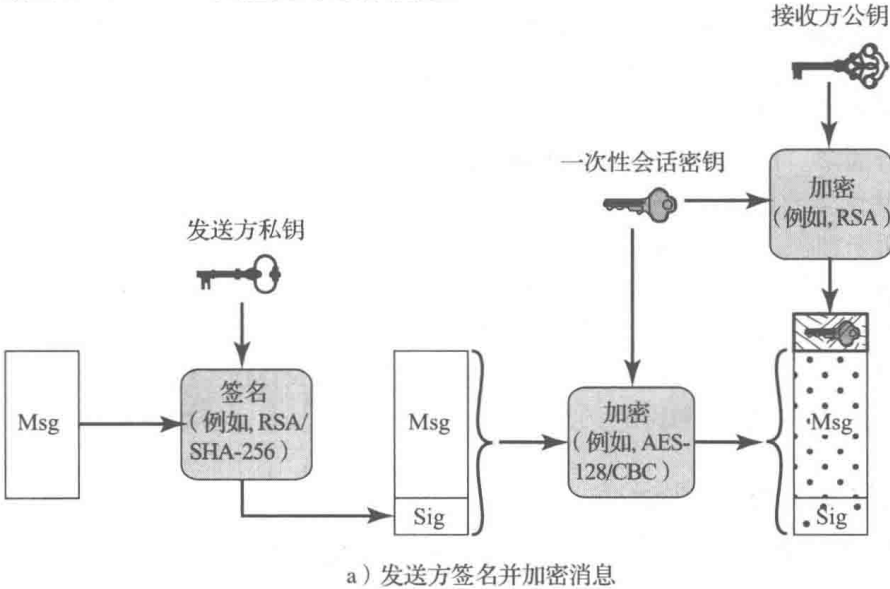 接收方公钥
一次性会话密钥
加密
（例如, RSA）
发送方私钥
签名
（例如, RSA/
SHA-256）
Msg
Msg
Sig
加密
（例如, AES-
128/CBC）
Msg
Sig
a）发送方签名并加密消息